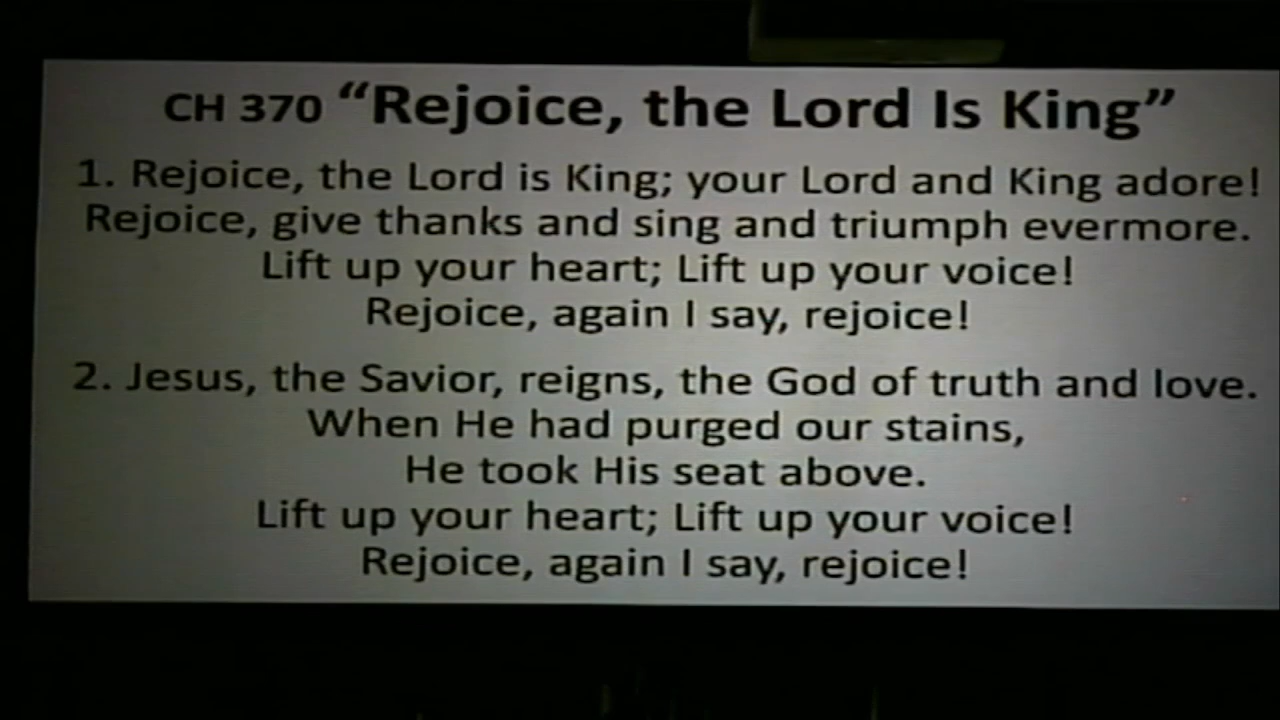 CH 370 “Rejoice, the Lord Is King”
1. Rejoice, the Lord is King; your Lord and King adore!
Rejoice, give thanks and sing and triumph evermore.
Lift up your heart; Lift up your voice!
Rejoice, again I say, rejoice!
2. Jesus, the Savior, reigns, the God of truth and love.
When He had purged our stains,
He took His seat above.
Lift up your heart; Lift up your voice!
Rejoice, again I say, rejoice!